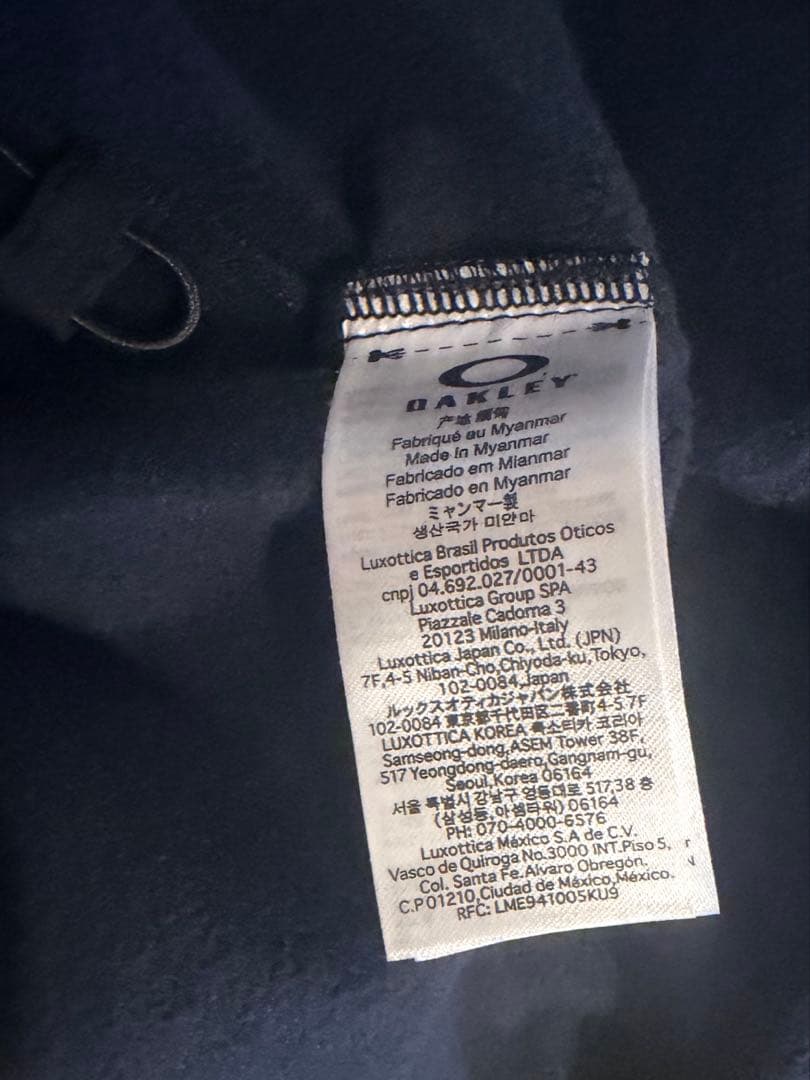 OAKLEY
产地 緬甸
Fabriqué au Myanmar
Made in Myanmar
Fabricado em Mianmar
Fabricado en Myanmar
ミャンマー製
생산국가 미얀마
Luxottica Brasil Produtos Oticos
e Esportidos LTDA
cnpj 04.692.027/0001-43
Luxottica Group SPA
Piazzale Cadorna 3
20123 Milano-Italy
Luxottica Japan Co., Ltd. (JPN)
7F,4-5 Niban-Cho,Chiyoda-ku,Tokyo,
102-0084,Japan
ルックスオティカジャパン株式会社
102-0084 東京都千代田区二番町4-5 7F
LUXOTTICA KOREA 룩소티카 코리아
Samseong-dong,ASEM Tower 38F,
517 Yeongdong-daero,Gangnam-gu,
Seoul,Korea 06164
서울 특별시 강남구 영동대로 517,38 층
(삼성동,아셈타워) 06164
PH: 070-4000-6576
Luxottica México S.A de C.V.
Vasco de Quiroga No.3000 INT.Piso 5,
Col. Santa Fe.Alvaro Obregón.
C.P 01210,Ciudad de México,México.
RFC: LME941005KU9